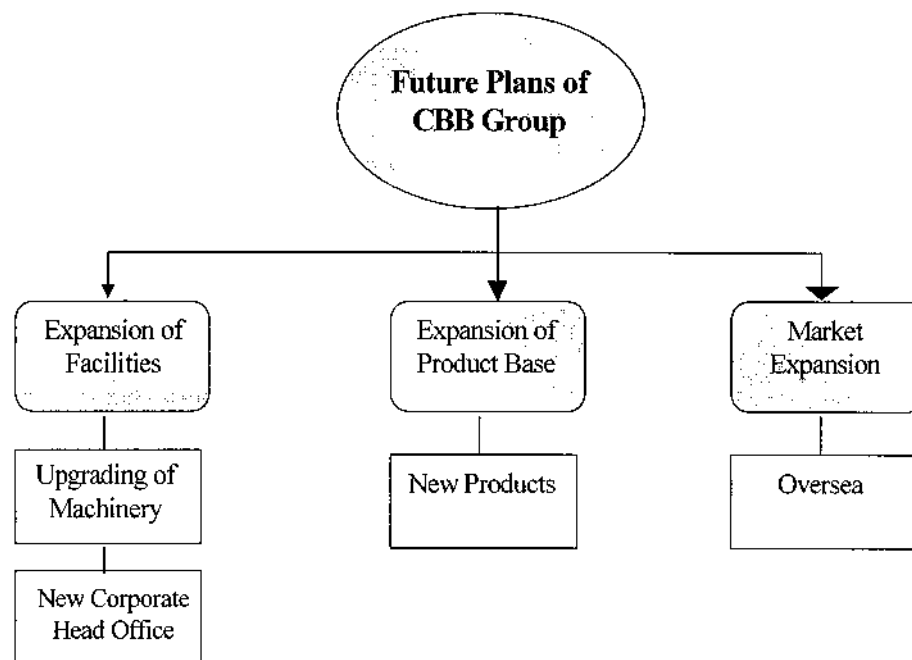 Future Plans of
CBB Group
Expansion of
Facilities
Expansion of
Product Base
Market
Expansion
Upgrading of
Machinery
New Products
Oversea
New Corporate
Head Office